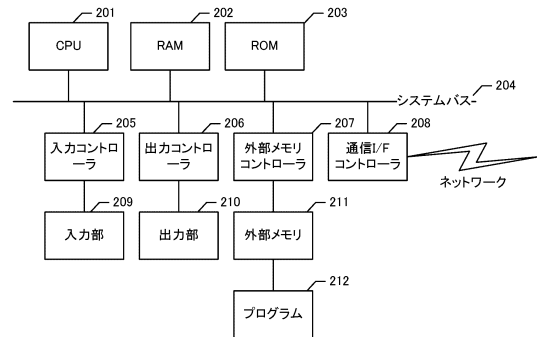 201
202
203
CPU
RAM
ROM
204
システムバス
205
206
207
208
入力コントロ
ーラ
出力コントロ
ーラ
外部メモリ
コントローラ
通信I/F
コントローラ
ネットワーク
209
210
211
入力部
出力部
外部メモリ
212
プログラム